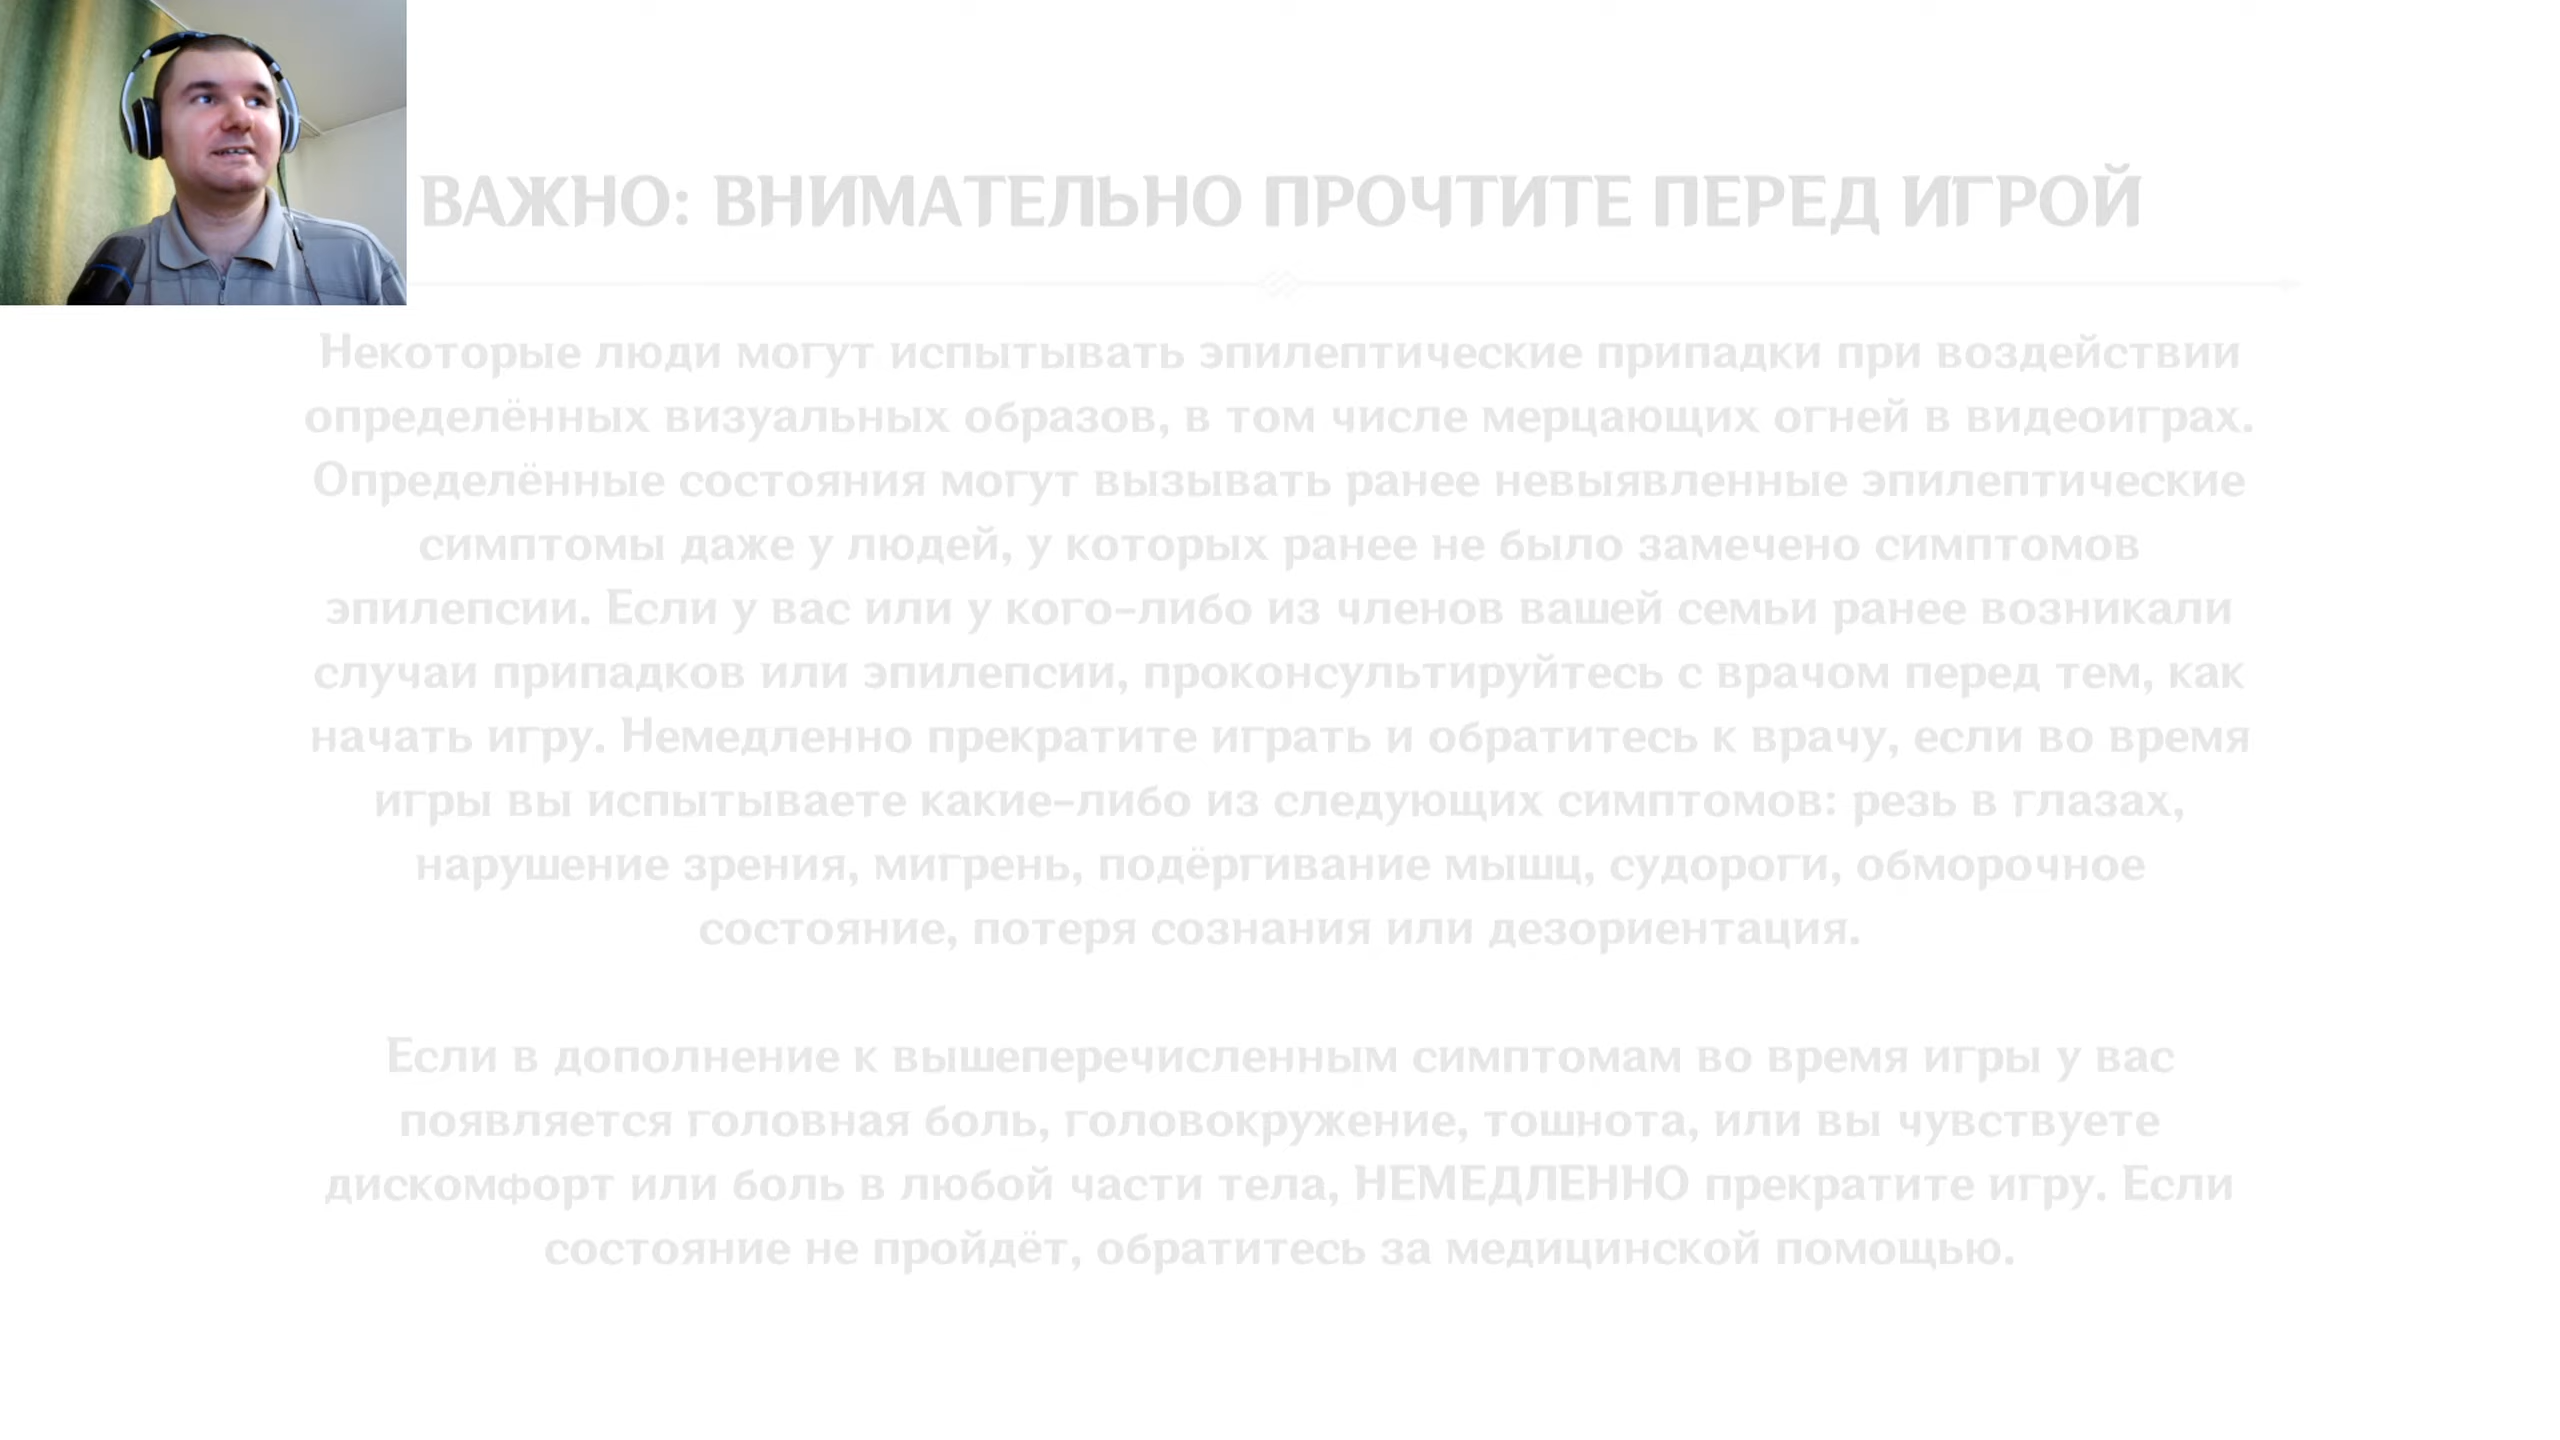 ВАЖНО: ВНИМАТЕЛЬНО ПРОЧТИТЕ ПЕРЕД ИГРОЙ
Некоторые люди могут испытывать эпилептические припадки при воздействии
определённых визуальных образов, в том числе мерцающих огней в видеоиграх.
Определённые состояния могут вызывать ранее невыявленные эпилептические
симптомы даже у людей, у которых ранее не было замечено симптомов
эпилепсии. Если у вас или у кого-либо из членов вашей семьи ранее возникали
случаи припадков или эпилепсии, проконсультируйтесь с врачом перед тем, как
начать игру. Немедленно прекратите играть и обратитесь к врачу, если во время
игры вы испытываете какие-либо из следующих симптомов: резь в глазах,
нарушение зрения, мигрень, подёргивание мышц, судороги, обморочное
состояние, потеря сознания или дезориентация.
Если в дополнение к вышеперечисленным симптомам во время игры у вас
появляется головная боль, головокружение, тошнота, или вы чувствуете
дискомфорт или боль в любой части тела, НЕМЕДЛЕННО прекратите игру. Если
состояние не пройдёт, обратитесь за медицинской помощью.